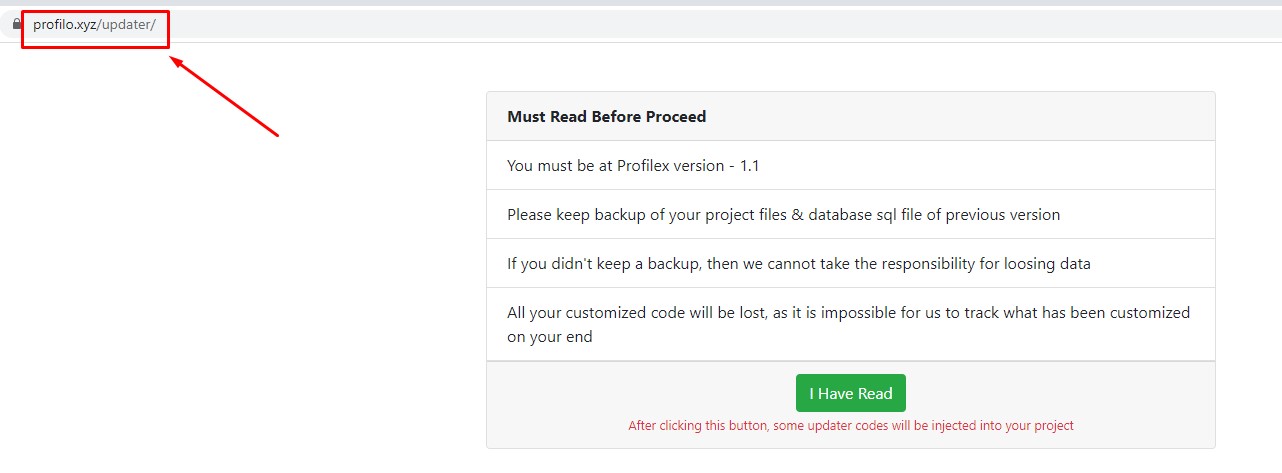 profilo.xyz/updater/
Must Read Before Proceed
You must be at Profilex version - 1.1
Please keep backup of your project files & database sql file of previous version
If you didn't keep a backup, then we cannot take the responsibility for loosing data
All your customized code will be lost, as it is impossible for us to track what has been customized
on your end
I Have Read
After clicking this button, some updater codes will be injected into your project